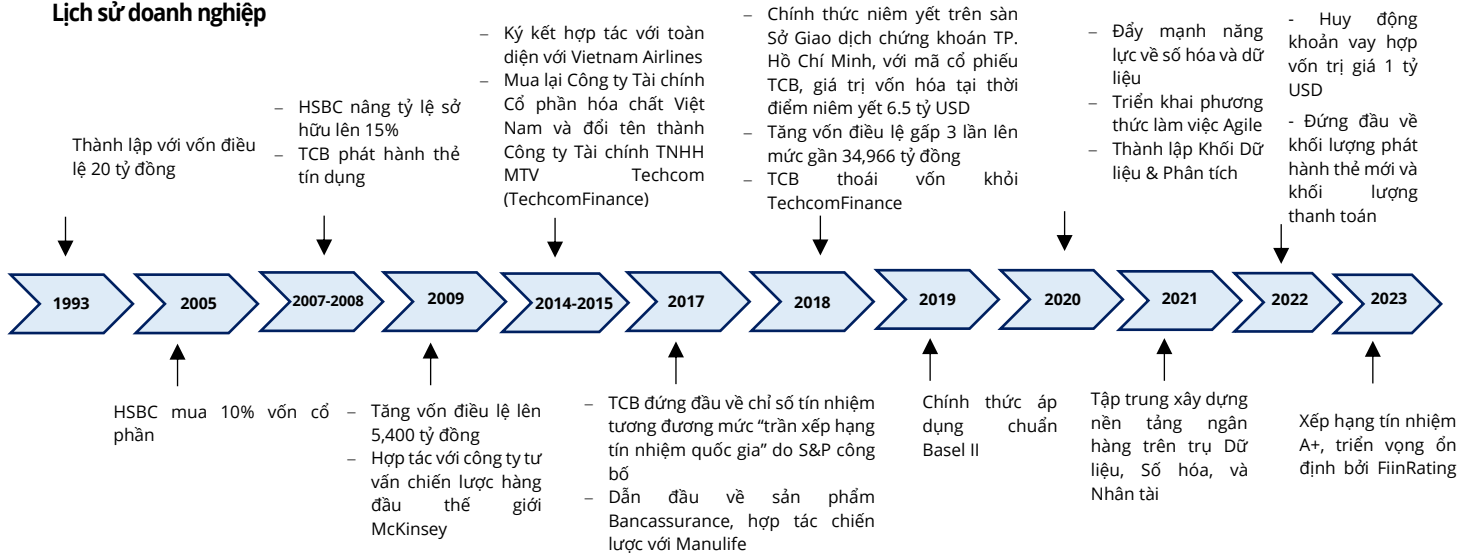 Lịch sử doanh nghiệp
Thành lập với vốn điều
lệ 20 tỷ đồng
– HSBC nâng tỷ lệ sở
hữu lên 15%
– TCB phát hành thẻ
tín dụng
– Ký kết hợp tác với toàn
diện với Vietnam Airlines
– Mua lại Công ty Tài chính
Cổ phần hóa chất Việt
Nam và đổi tên thành
Công ty Tài chính TNHH
MTV Techcom
(TechcomFinance)
– Chính thức niêm yết trên sàn
Sở Giao dịch chứng khoán TP.
Hồ Chí Minh, với mã cổ phiếu
TCB, giá trị vốn hóa tại thời
điểm niêm yết 6.5 tỷ USD
– Tăng vốn điều lệ gấp 3 lần lên
mức gần 34,966 tỷ đồng
– TCB thoái vốn khỏi
TechcomFinance
– Đẩy mạnh năng
lực về số hóa và dữ
liệu
– Triển khai phương
thức làm việc Agile
– Thành lập Khối Dữ
liệu & Phân tích
- Huy động
khoản vay hợp
vốn trị giá 1 tỷ
USD
- Đứng đầu về
khối lượng phát
hành thẻ mới và
khối lượng
thanh toán
1993
2005
2007-2008
2009
2014-2015
2017
2018
2019
2020
2021
2022
2023
HSBC mua 10% vốn cổ
phần
– Tăng vốn điều lệ lên
5,400 tỷ đồng
– Hợp tác với công ty tư
vấn chiến lược hàng
đầu thế giới
McKinsey
– TCB đứng đầu về chỉ số tín nhiệm
tương đương mức “trần xếp hạng
tín nhiệm quốc gia” do S&P công
bố
– Dẫn đầu về sản phẩm
Bancassurance, hợp tác chiến
lược với Manulife
Chính thức áp
dụng chuẩn
Basel II
Tập trung xây dựng
nền tảng ngân
hàng trên trụ Dữ
liệu, Số hóa, và
Nhân tài
Xếp hạng tín nhiệm
A+, triển vọng ổn
định bởi FiinRating